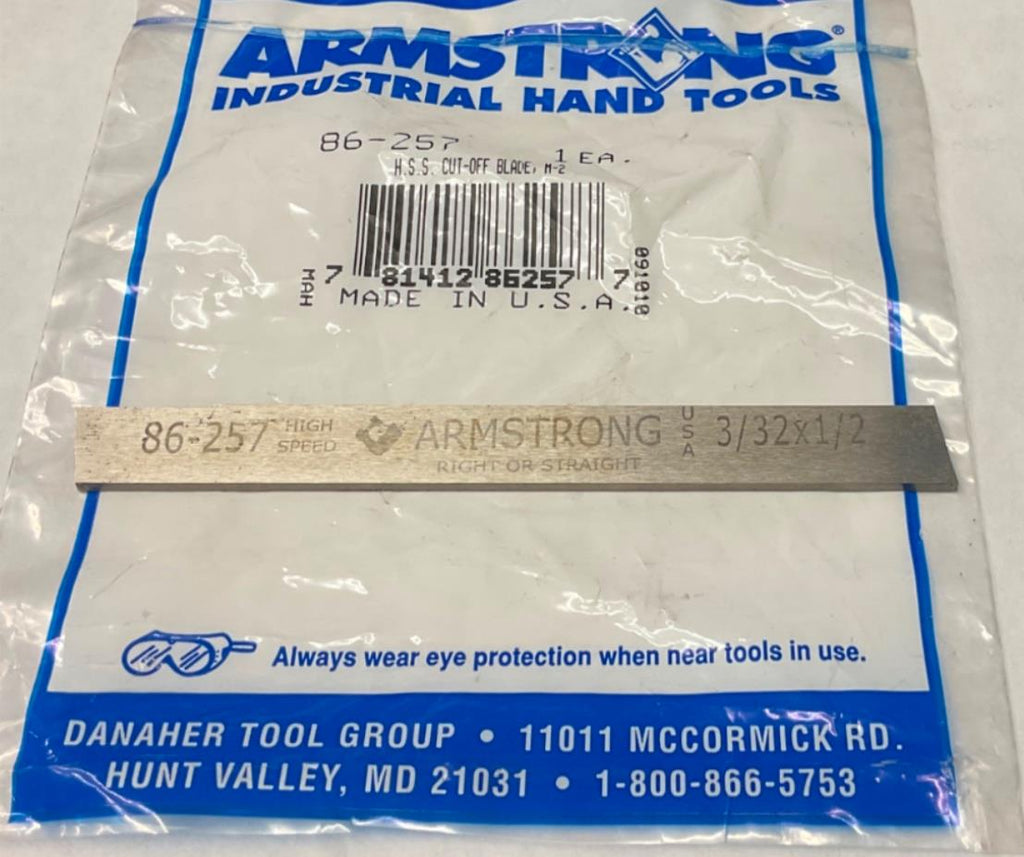 ARMSTRONG®
INDUSTRIAL HAND TOOLS
86-257 1 EA.
H.S.S. CUT-OFF BLADE, M-2
MAH
7 81412 86257 7
091010
MADE IN U.S.A.
86-257 HIGH SPEED ARMSTRONG USA 3/32x1/2
RIGHT OR STRAIGHT
Always wear eye protection when near tools in use.
DANAHER TOOL GROUP • 11011 MCCORMICK RD.
HUNT VALLEY, MD 21031 • 1-800-866-5753